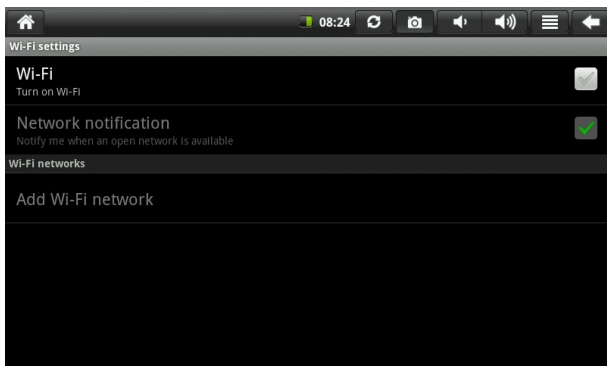 08:24
Wi-Fi settings
Wi-Fi
Turn on Wi-Fi
Network notification
Notify me when an open network is available
Wi-Fi networks
Add Wi-Fi network